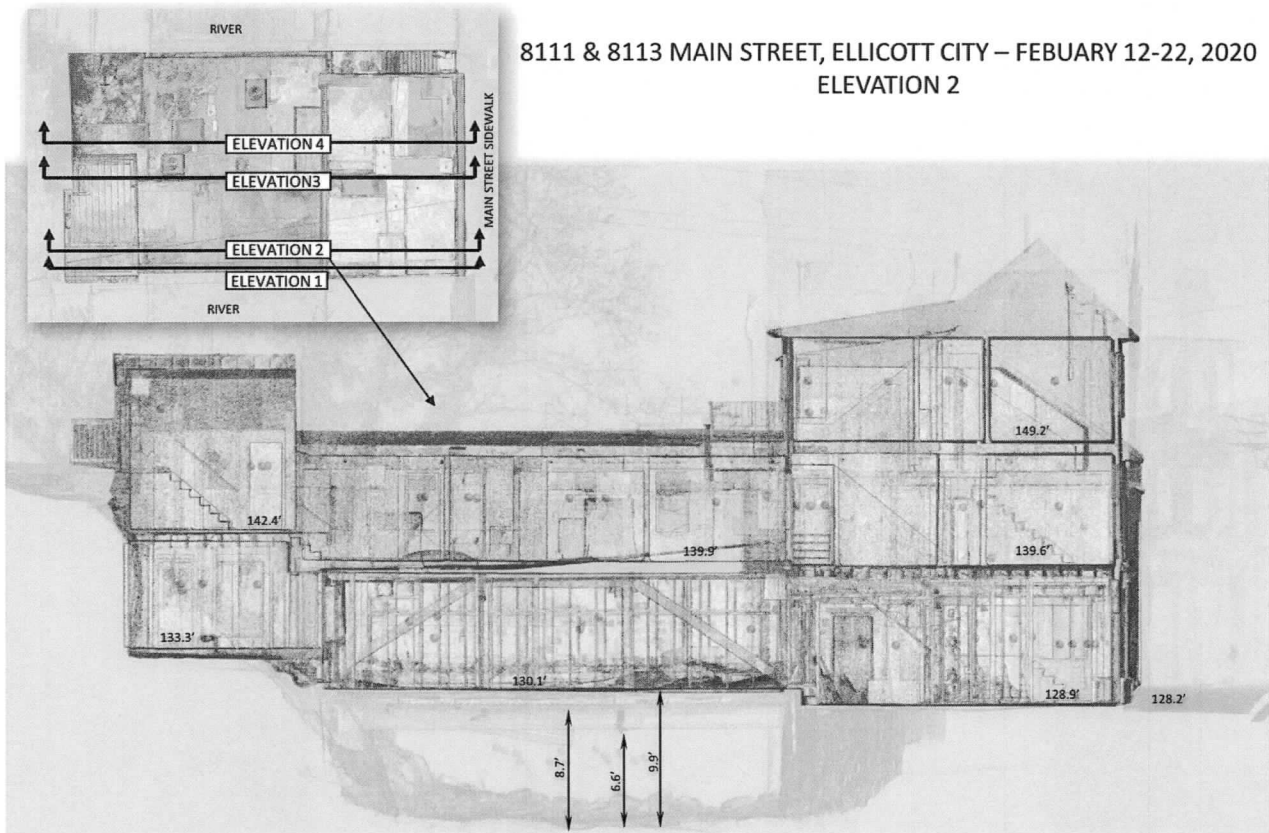 RIVER
8111 & 8113 MAIN STREET, ELLICOTT CITY – FEBUARY 12-22, 2020
ELEVATION 2
ELEVATION 4
ELEVATION3
MAIN STREET SIDEWALK
ELEVATION 2
ELEVATION 1
RIVER
149.2'
142.4'
139.9'
139.6'
133.3'
130.1'
128.9'
128.2'
8.7'
6.6'
9.9'